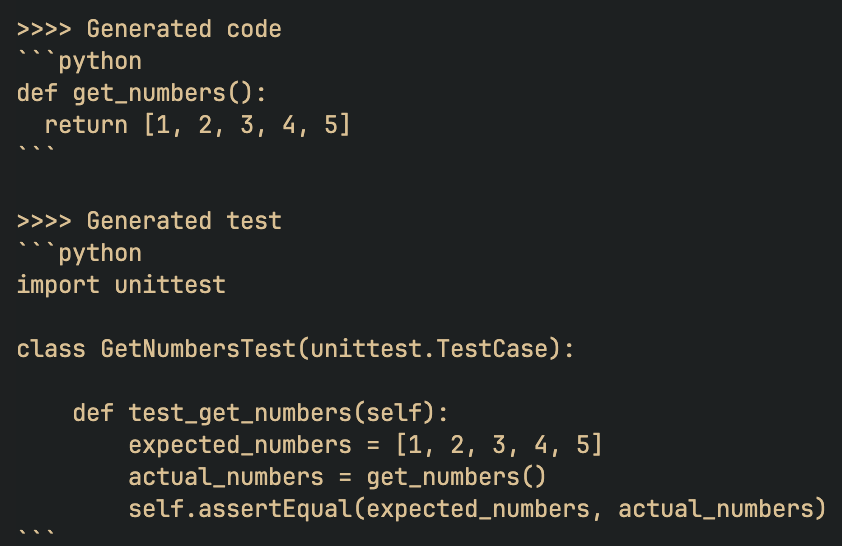 >>>> Generated code
```python
def get_numbers():
  return [1, 2, 3, 4, 5]
```

>>>> Generated test
```python
import unittest

class GetNumbersTest(unittest.TestCase):

    def test_get_numbers(self):
        expected_numbers = [1, 2, 3, 4, 5]
        actual_numbers = get_numbers()
        self.assertEqual(expected_numbers, actual_numbers)
```